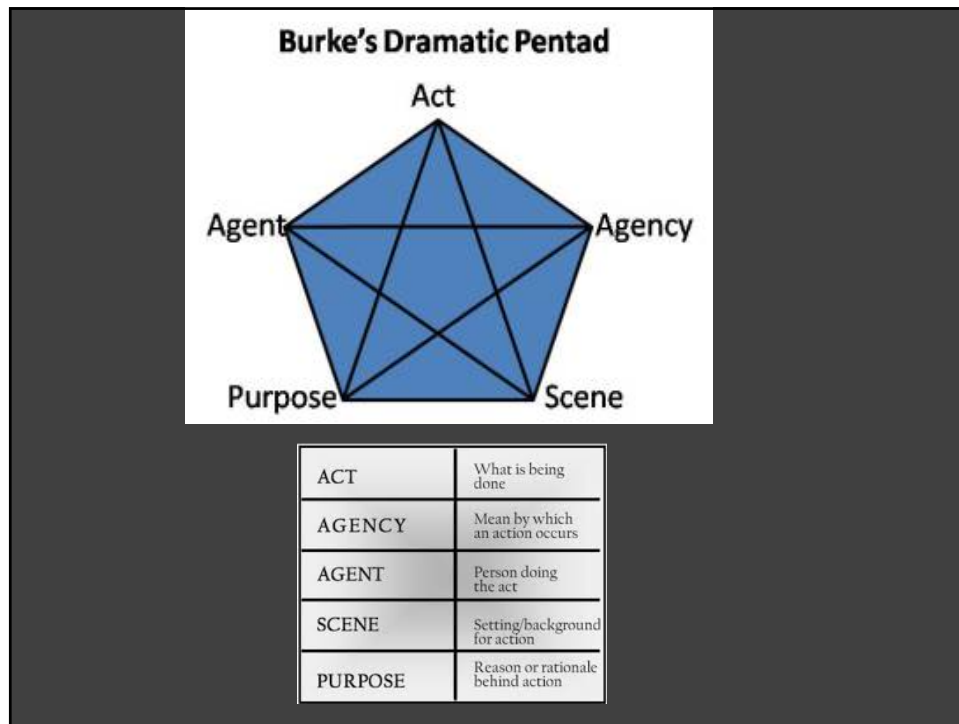 Burke's Dramatic Pentad
Act
Agent
Agency
Purpose
Scene
ACT
What is being
done
AGENCY
Mean by which
an action occurs
AGENT
Person doing
the act
SCENE
Setting/background
for action
PURPOSE
Reason or rationale
behind action